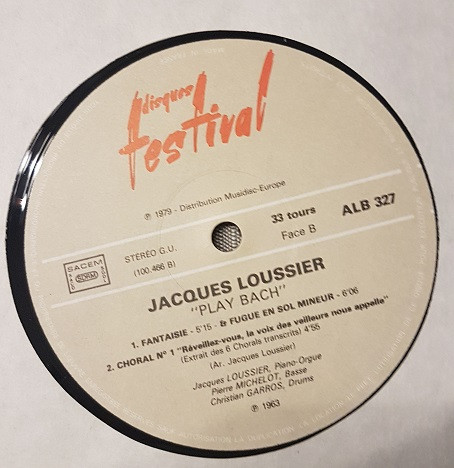 disques
festival
℗ 1979 - Distribution Musidisc-Europe
STÉRÉO G.U.
(100.466 B)
33 tours
Face B
ALB 327
SACEM
SDRM
JACQUES LOUSSIER
"PLAY BACH"
1. FANTAISIE - 5'15 - & FUGUE EN SOL MINEUR - 6'06
2. CHORAL N° 1 "Réveillez-vous, la voix des veilleurs nous appelle"
(Extrait des 6 Chorals transcrits) 4'55
(Ar. Jacques Loussier)
Jacques LOUSSIER, Piano-Orgue
Pierre MICHELOT, Basse
Christian GARROS, Drums
℗ 1963